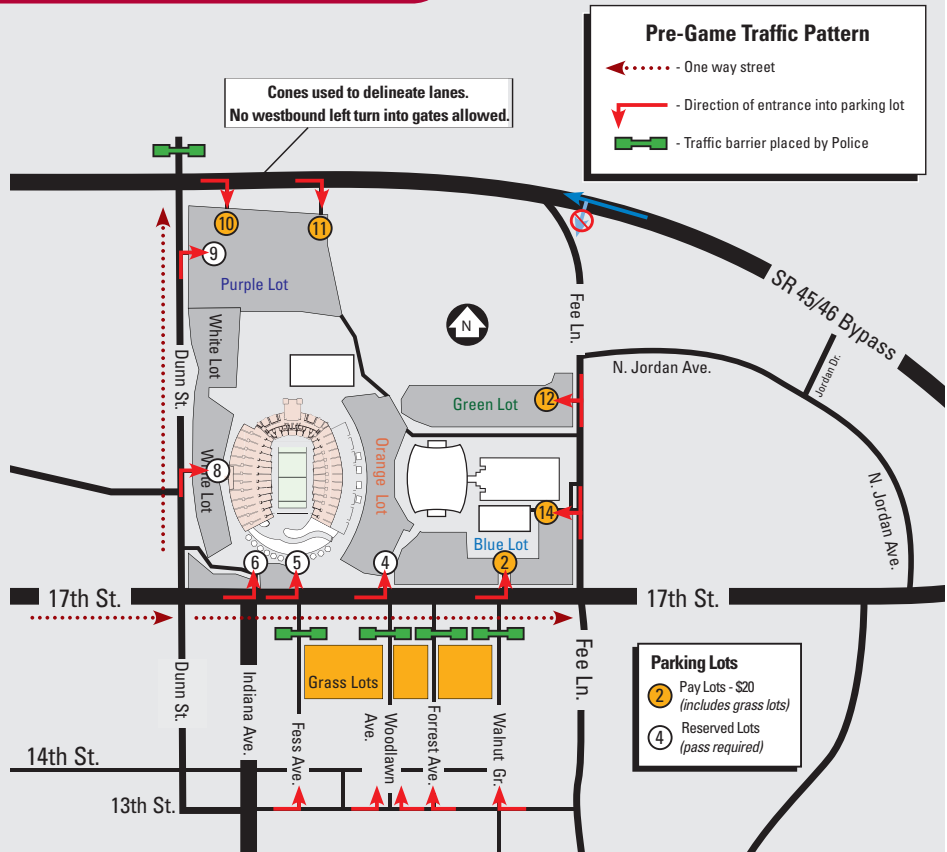 Pre-Game Traffic Pattern
- One way street
- Direction of entrance into parking lot
- Traffic barrier placed by Police
Cones used to delineate lanes.
No westbound left turn into gates allowed.
10
11
9
Purple Lot
N
SR 45/46 Bypass
Fee Ln.
N. Jordan Ave.
Jordan Dr.
White Lot
Dunn St.
Green Lot
12
Orange Lot
White Lot
8
N. Jordan Ave.
14
Blue Lot
6
5
4
2
17th St.
17th St.
Dunn St.
Indiana Ave.
Grass Lots
Fess Ave.
Woodlawn
Ave.
Forrest Ave.
Walnut Gr.
Fee Ln.
Parking Lots
2
Pay Lots - $20
(includes grass lots)
4
Reserved Lots
(pass required)
14th St.
13th St.